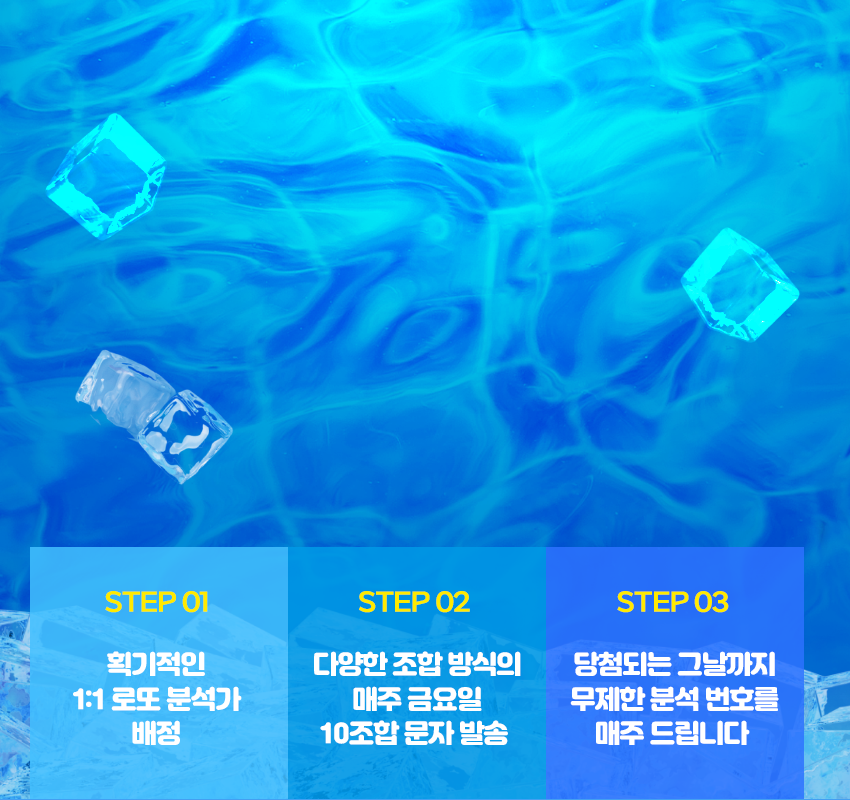 STEP 01
획기적인
1:1 로또 분석가
배정
STEP 02
다양한 조합 방식의
매주 금요일
10조합 문자 발송
STEP 03
당첨되는 그날까지
무제한 분석 번호를
매주 드립니다